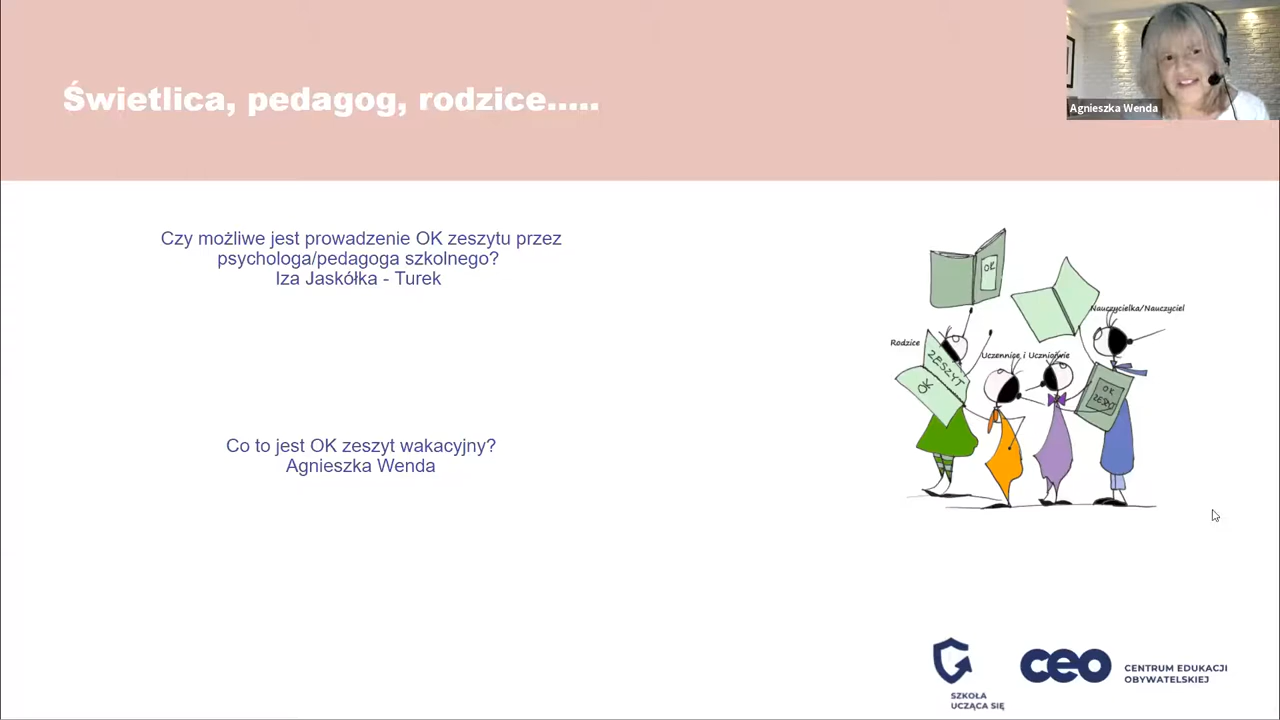 Świetlica, pedagog, rodzice.....
Agnieszka Wenda
Czy możliwe jest prowadzenie OK zeszytu przez
psychologa/pedagoga szkolnego?
Iza Jaskółka - Turek
Co to jest OK zeszyt wakacyjny?
Agnieszka Wenda
OK
Nauczycielka/Nauczyciel
Rodzice
Uczennice i Uczniowie
ZESZYT
OK
OK
ZESZYT
SZKOŁA
UCZĄCA SIĘ
ceo
CENTRUM EDUKACJI
OBYWATELSKIEJ